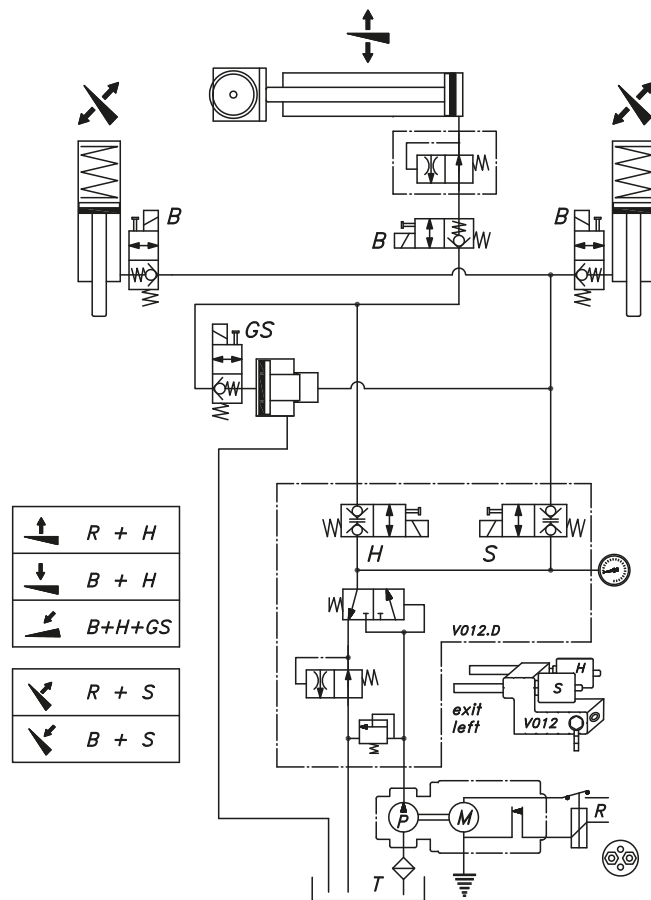 B
B
B
GS
H
S
R + H
B + H
B+H+GS
R + S
B + S
V012.D
H
S
exit
left
V012
P
M
R
T